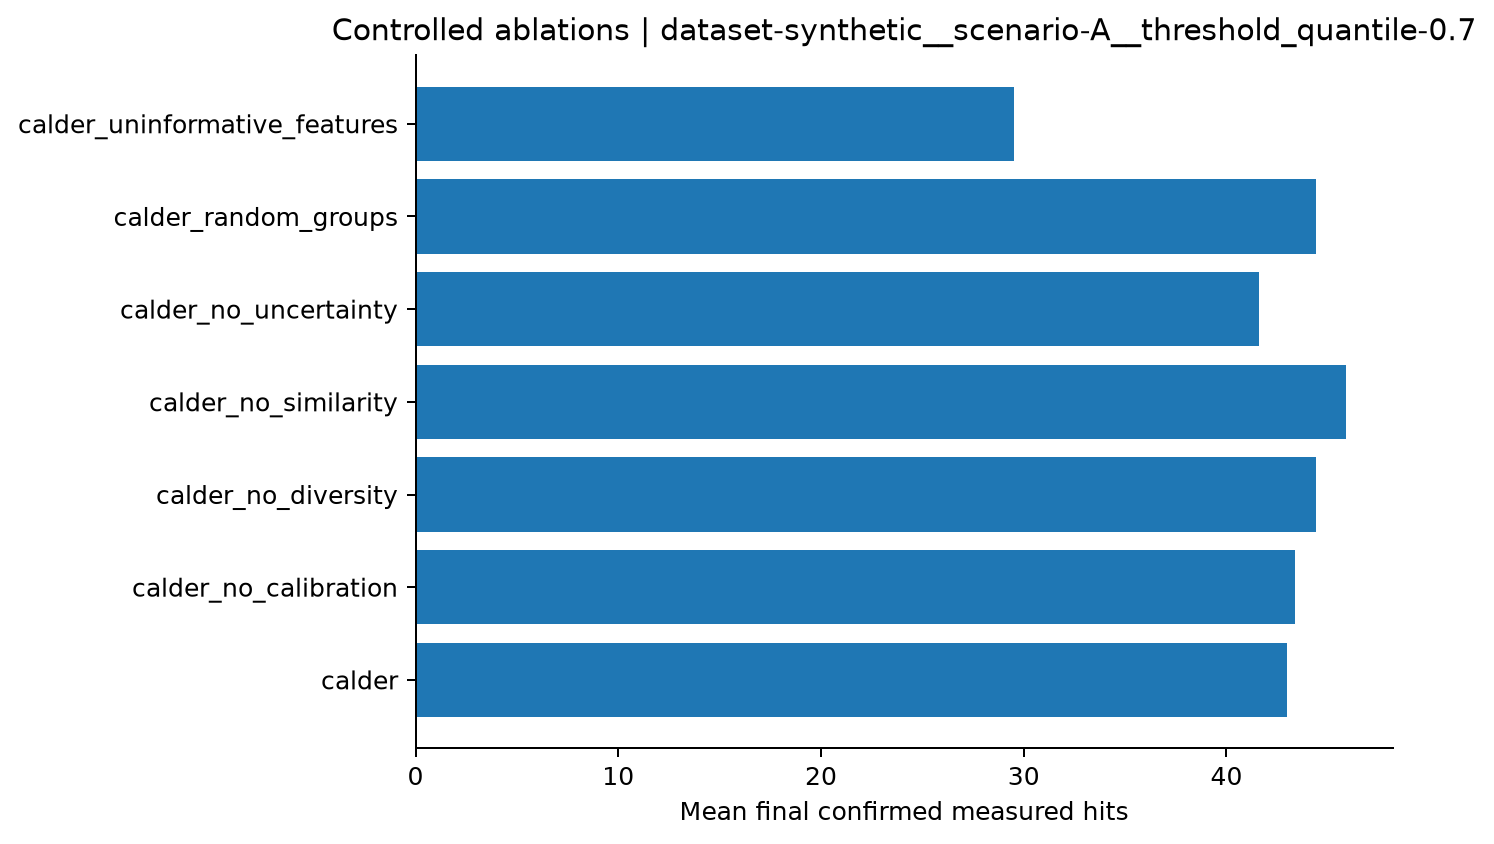 Controlled ablations | dataset-synthetic__scenario-A__threshold_quantile-0.7
calder_uninformative_features
calder_random_groups
calder_no_uncertainty
calder_no_similarity
calder_no_diversity
calder_no_calibration
calder
0 10 20 30 40
Mean final confirmed measured hits